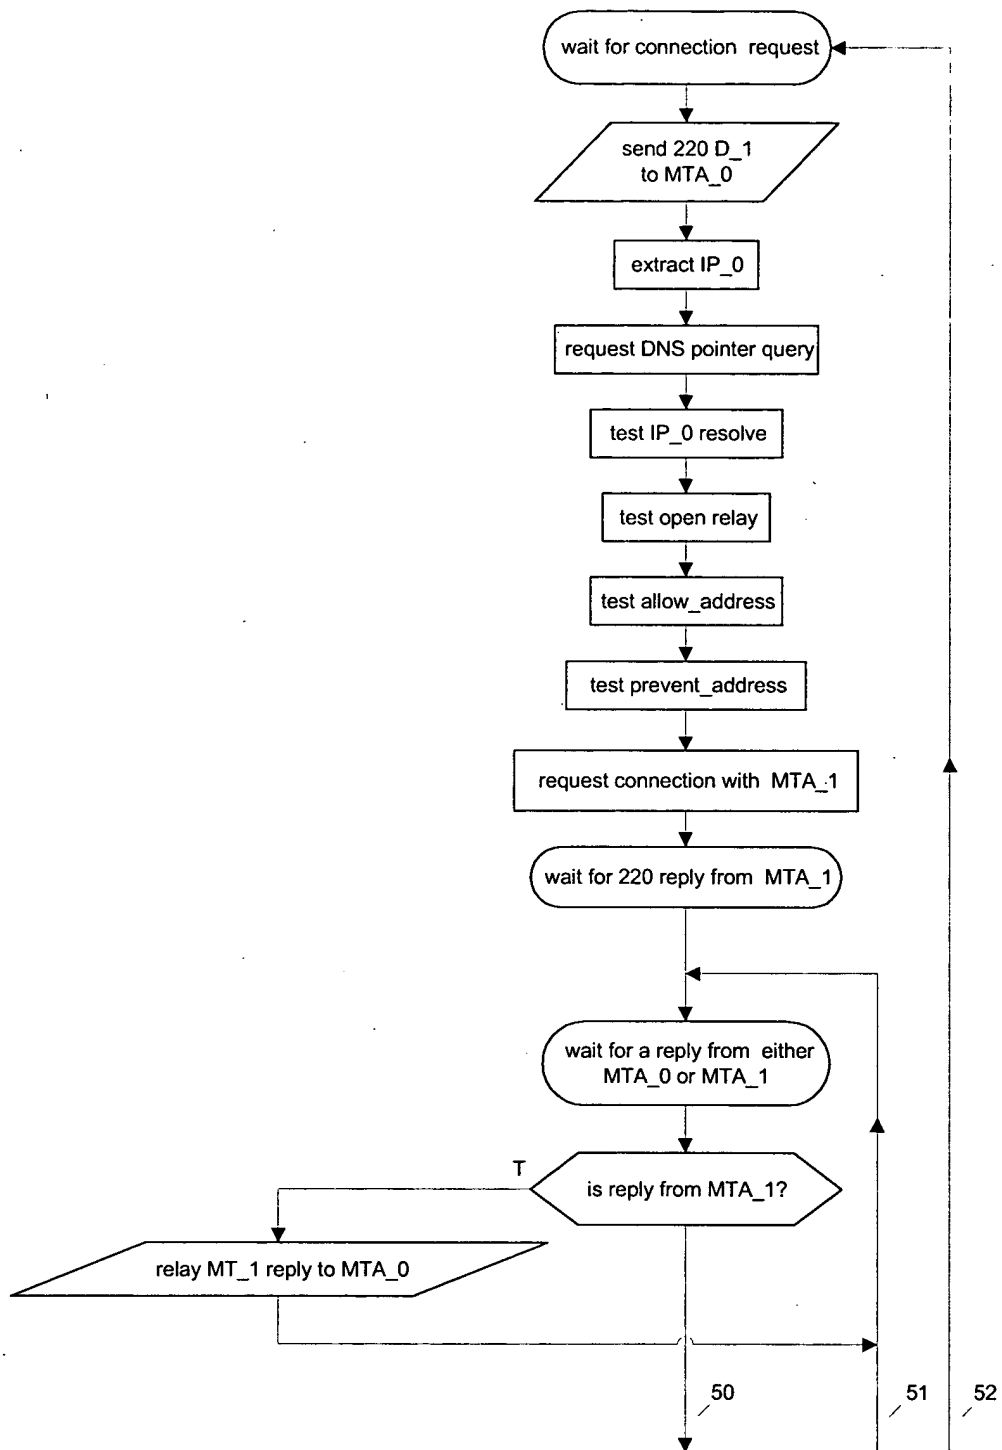 wait for connection request
send 220 D_1
to MTA_0
extract IP_0
request DNS pointer query
test IP_0 resolve
test open relay
test allow_address
test prevent_address
request connection with MTA_1
wait for 220 reply from MTA_1
wait for a reply from either
MTA_0 or MTA_1
T
is reply from MTA_1?
relay MT_1 reply to MTA_0
50
51
52